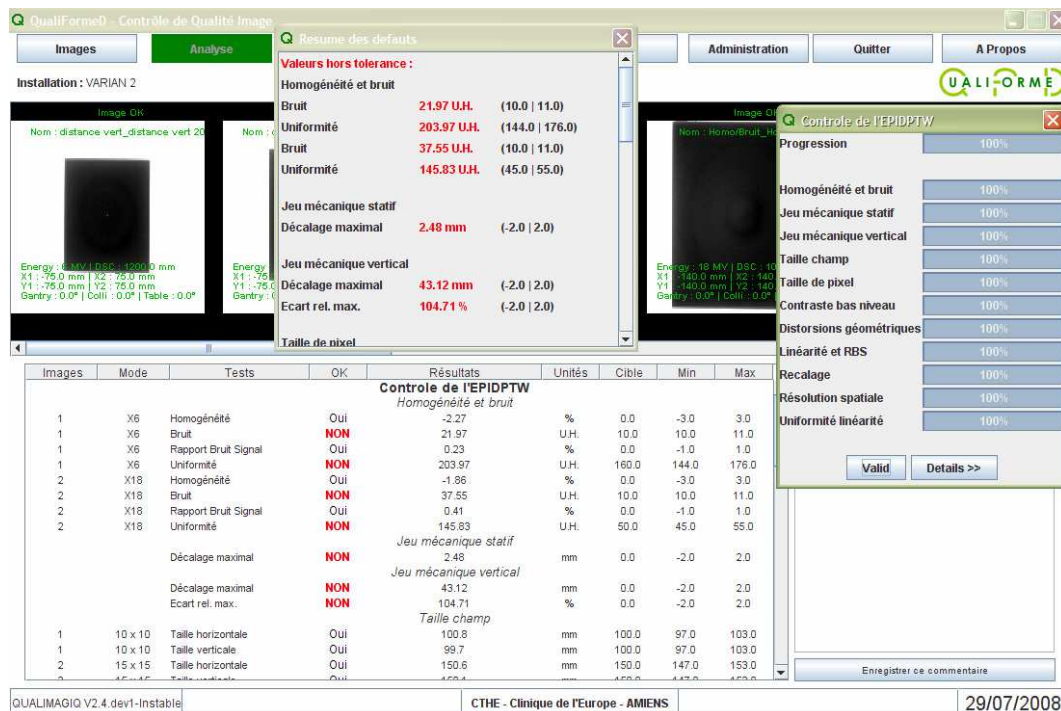 QualiFormeD - Contrôle de Qualité Image
Images
Analyse
Administration
Quitter
A Propos
Installation : VARIAN 2
QUALIFORMED
Resume des defauts
Valeurs hors tolerance :
Homogénéité et bruit
Bruit 21.97 U.H. (10.0 | 11.0)
Uniformité 203.97 U.H. (144.0 | 176.0)
Bruit 37.55 U.H. (10.0 | 11.0)
Uniformité 145.83 U.H. (45.0 | 55.0)
Jeu mécanique statif
Décalage maximal 2.48 mm (-2.0 | 2.0)
Jeu mécanique vertical
Décalage maximal 43.12 mm (-2.0 | 2.0)
Ecart rel. max. 104.71 % (-2.0 | 2.0)
Taille de pixel
Image OK
Nom : distance vert_distance vert 20
Energy : 6 MV | DSC : 1200.0 mm
X1 : -75.0 mm | X2 : 75.0 mm
Y1 : -75.0 mm | Y2 : 75.0 mm
Gantry : 0.0° | Colli : 0.0° | Table : 0.0°
Nom :
Energy :
X1 : -75
Y1 : -75
Gantry :
Image OK
Nom : Homo/Bruit_Ho
Energy : 18 MV | DSC : 10
X1 : -140.0 mm | X2 : 140
Y1 : -140.0 mm | Y2 : 140
Gantry : 0.0° | Colli : 0.0°
Controle de l'EPIDPTW
Progression 100%
Homogénéité et bruit 100%
Jeu mécanique statif 100%
Jeu mécanique vertical 100%
Taille champ 100%
Taille de pixel 100%
Contraste bas niveau 100%
Distorsions géométriques 100%
Linéarité et RBS 100%
Recalage 100%
Résolution spatiale 100%
Uniformité linéarité 100%
Valid
Details >>
Images Mode Tests OK Résultats Unités Cible Min Max
Controle de l'EPIDPTW
Homogénéité et bruit
1 X6 Homogénéité Oui -2.27 % 0.0 -3.0 3.0
1 X6 Bruit NON 21.97 U.H. 10.0 10.0 11.0
1 X6 Rapport Bruit Signal Oui 0.23 % 0.0 -1.0 1.0
1 X6 Uniformité NON 203.97 U.H. 160.0 144.0 176.0
2 X18 Homogénéité Oui -1.86 % 0.0 -3.0 3.0
2 X18 Bruit NON 37.55 U.H. 10.0 10.0 11.0
2 X18 Rapport Bruit Signal Oui 0.41 % 0.0 -1.0 1.0
2 X18 Uniformité NON 145.83 U.H. 50.0 45.0 55.0
Jeu mécanique statif
Décalage maximal NON 2.48 mm 0.0 -2.0 2.0
Jeu mécanique vertical
Décalage maximal NON 43.12 mm 0.0 -2.0 2.0
Ecart rel. max. NON 104.71 % 0.0 -2.0 2.0
Taille champ
1 10 x 10 Taille horizontale Oui 100.8 mm 100.0 97.0 103.0
1 10 x 10 Taille verticale Oui 99.7 mm 100.0 97.0 103.0
2 15 x 15 Taille horizontale Oui 150.6 mm 150.0 147.0 153.0
Enregistrer ce commentaire
QUALIMAGIQ V2.4.dev1-Instable
CTHE - Clinique de l'Europe - AMIENS
29/07/2008